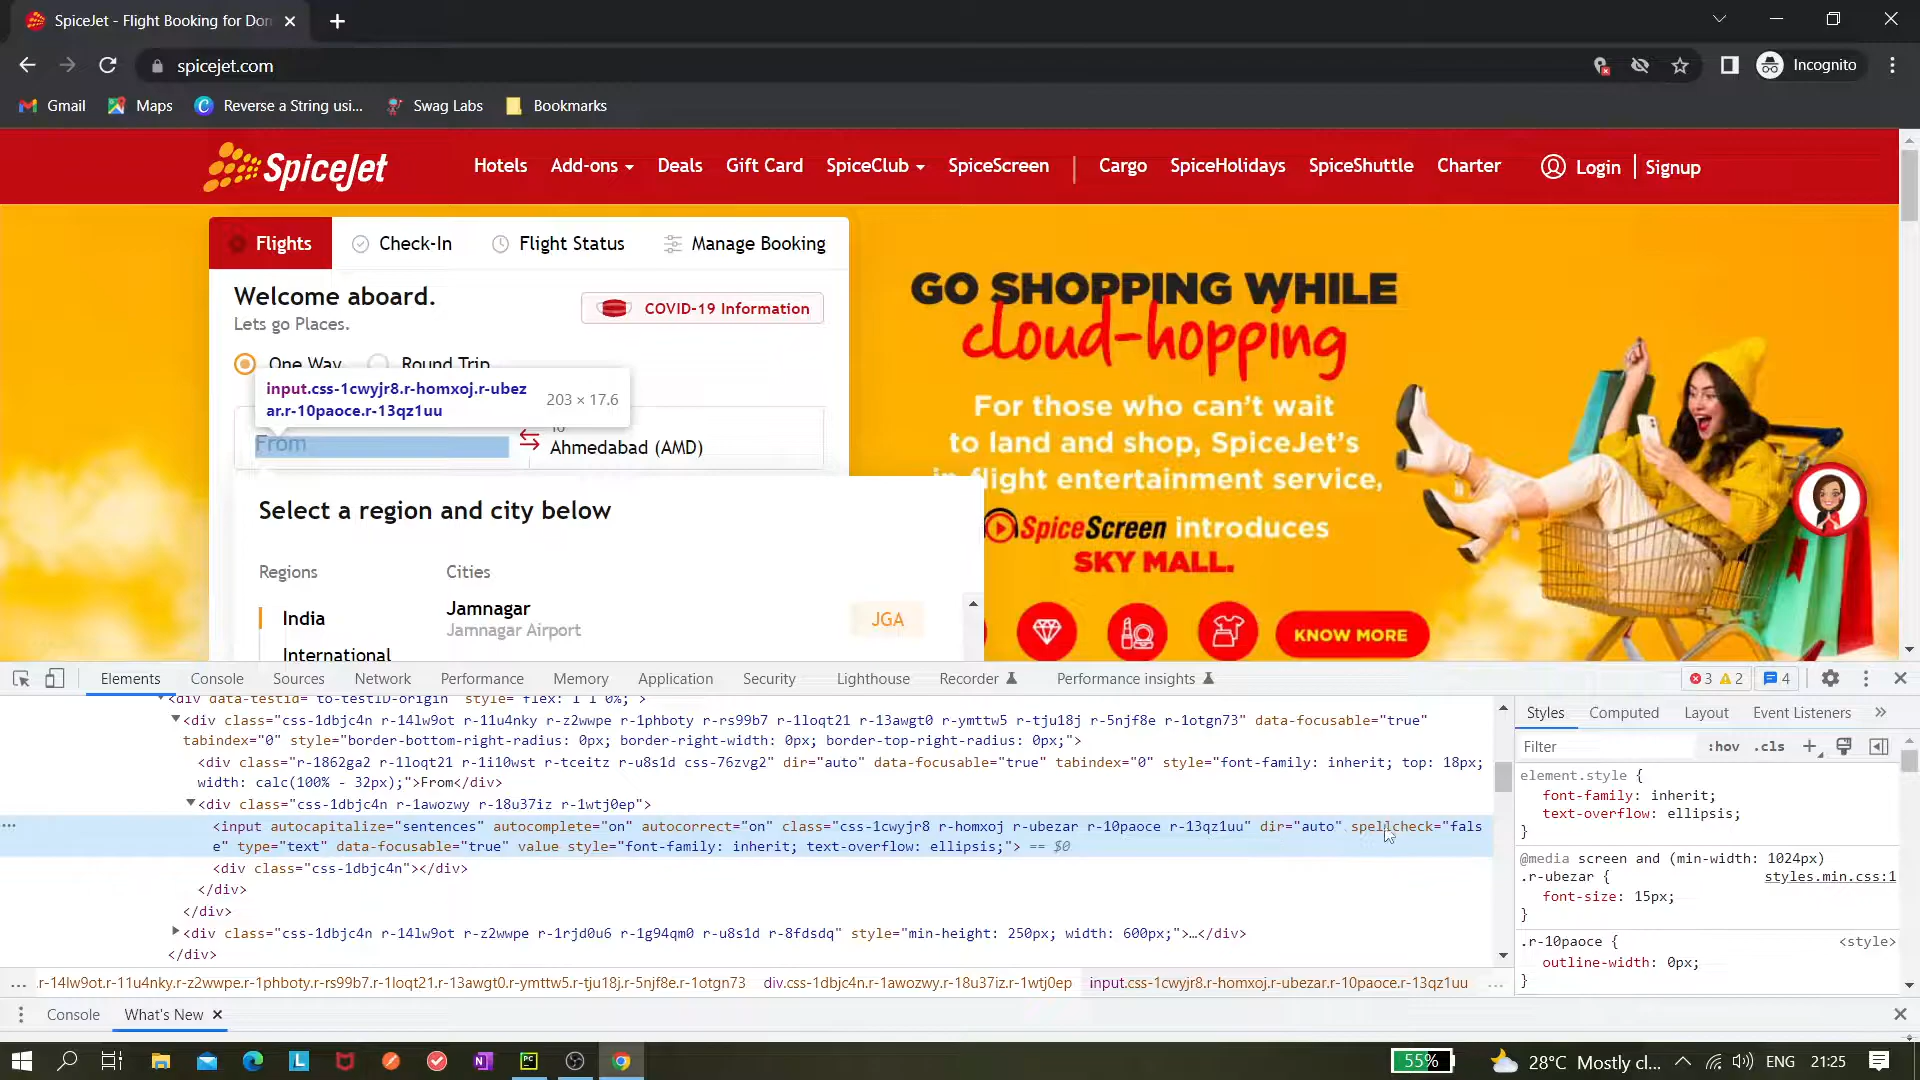 SpiceJet - Flight Booking for Dom
spicejet.com
Incognito
Gmail Maps Reverse a String usi... Swag Labs Bookmarks
SpiceJet Hotels Add-ons Deals Gift Card SpiceClub SpiceScreen | Cargo SpiceHolidays SpiceShuttle Charter Login | Signup
Flights Check-In Flight Status Manage Booking
Welcome aboard.
Lets go Places.
COVID-19 Information
One Way Round Trip
input.css-1cwyjr8.r-homxoj.r-ubez
ar.r-10paoce.r-13qz1uu
203 × 17.6
From
To
Ahmedabad (AMD)
Select a region and city below
Regions Cities
India
International
Jamnagar
Jamnagar Airport
JGA
GO SHOPPING WHILE
cloud-hopping
For those who can't wait
to land and shop, SpiceJet's
in flight entertainment service,
SpiceScreen introduces
SKY MALL.
KNOW MORE
Elements Console Sources Network Performance Memory Application Security Lighthouse Recorder Performance insights 3 2 4
<div data-testid="to-testID-origin" style="flex: 1 1 0%;">
<div class="css-1dbjc4n r-14lw9ot r-11u4nky r-z2wwpe r-1phboty r-rs99b7 r-1loqt21 r-13awgt0 r-ymttw5 r-tju18j r-5njf8e r-1otgn73" data-focusable="true"
tabindex="0" style="border-bottom-right-radius: 0px; border-right-width: 0px; border-top-right-radius: 0px;">
<div class="r-1862ga2 r-1loqt21 r-1i10wst r-tceitz r-u8s1d css-76zvg2" dir="auto" data-focusable="true" tabindex="0" style="font-family: inherit; top: 18px;
width: calc(100% - 32px);">From</div>
<div class="css-1dbjc4n r-1awozwy r-18u37iz r-1wtj0ep">
<input autocapitalize="sentences" autocomplete="on" autocorrect="on" class="css-1cwyjr8 r-homxoj r-ubezar r-10paoce r-13qz1uu" dir="auto" spellcheck="fals
e" type="text" data-focusable="true" value style="font-family: inherit; text-overflow: ellipsis;"> == $0
<div class="css-1dbjc4n"></div>
</div>
</div>
<div class="css-1dbjc4n r-14lw9ot r-z2wwpe r-1rjd0u6 r-1g94qm0 r-u8s1d r-8fdsdq" style="min-height: 250px; width: 600px;">…</div>
</div>
... .r-14lw9ot.r-11u4nky.r-z2wwpe.r-1phboty.r-rs99b7.r-1loqt21.r-13awgt0.r-ymttw5.r-tju18j.r-5njf8e.r-1otgn73 div.css-1dbjc4n.r-1awozwy.r-18u37iz.r-1wtj0ep input.css-1cwyjr8.r-homxoj.r-ubezar.r-10paoce.r-13qz1uu ...
Styles Computed Layout Event Listeners »
Filter :hov .cls +
element.style {
font-family: inherit;
text-overflow: ellipsis;
}
@media screen and (min-width: 1024px)
.r-ubezar { styles.min.css:1
font-size: 15px;
}
.r-10paoce { <style>
outline-width: 0px;
}
Console What's New
55% 28°C Mostly cl... ENG 21:25